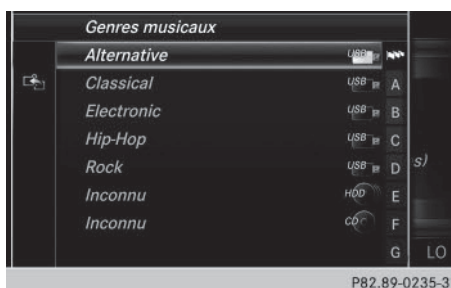 Genres musicaux
Alternative USB
Classical USB A
Electronic USB B
Hip-Hop USB C
Rock USB D s)
Inconnu HDD E
Inconnu CD F
G LO
P82.89-0235-3